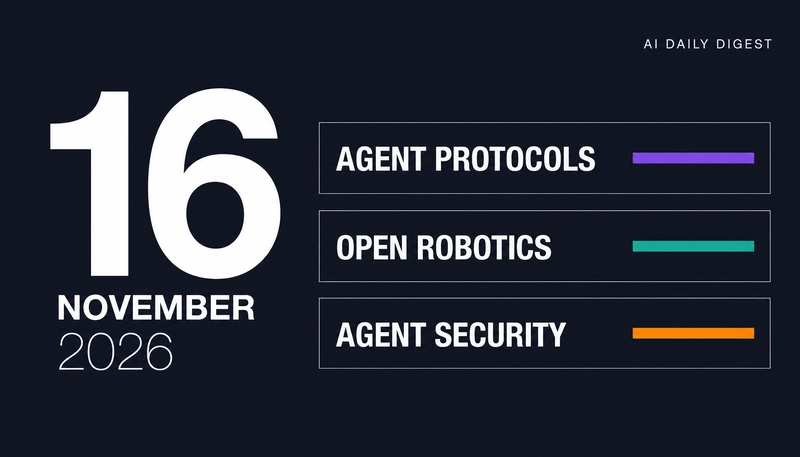 AI DAILY DIGEST
16
NOVEMBER
2026
AGENT PROTOCOLS
OPEN ROBOTICS
AGENT SECURITY